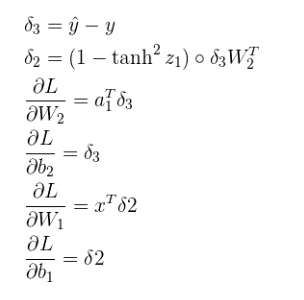 δ₃ = ŷ − y
δ₂ = (1 − tanh² z₁) ∘ δ₃W₂ᵀ
∂L/∂W₂ = a₁ᵀδ₃
∂L/∂b₂ = δ₃
∂L/∂W₁ = xᵀδ2
∂L/∂b₁ = δ2